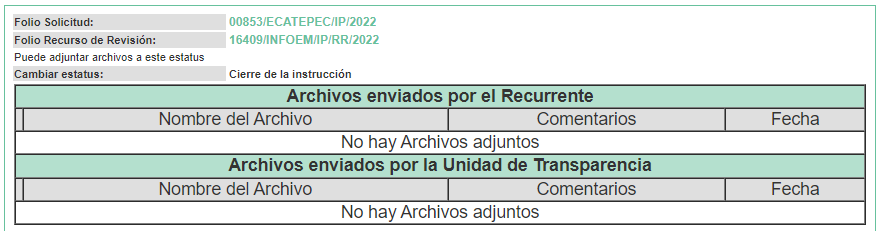 Folio Solicitud: 00853/ECATEPEC/IP/2022
Folio Recurso de Revisión: 16409/INFOEM/IP/RR/2022
Puede adjuntar archivos a este estatus
Cambiar estatus: Cierre de la instrucción
Archivos enviados por el Recurrente
Nombre del Archivo Comentarios Fecha
No hay Archivos adjuntos
Archivos enviados por la Unidad de Transparencia
Nombre del Archivo Comentarios Fecha
No hay Archivos adjuntos